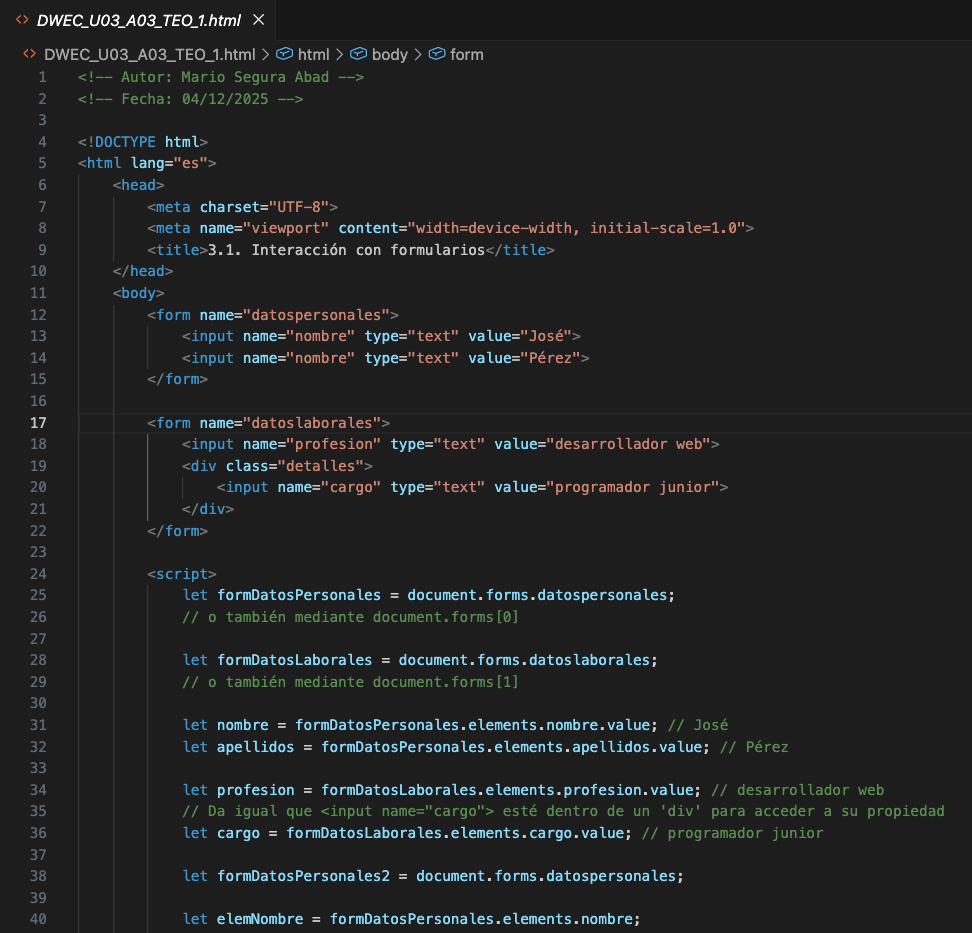 DWEC_U03_A03_TEO_1.html
DWEC_U03_A03_TEO_1.html > html > body > form
1 <!-- Autor: Mario Segura Abad -->
2 <!-- Fecha: 04/12/2025 -->
3
4 <!DOCTYPE html>
5 <html lang="es">
6     <head>
7         <meta charset="UTF-8">
8         <meta name="viewport" content="width=device-width, initial-scale=1.0">
9         <title>3.1. Interacción con formularios</title>
10     </head>
11     <body>
12         <form name="datospersonales">
13             <input name="nombre" type="text" value="José">
14             <input name="nombre" type="text" value="Pérez">
15         </form>
16
17         <form name="datoslaborales">
18             <input name="profesion" type="text" value="desarrollador web">
19             <div class="detalles">
20                 <input name="cargo" type="text" value="programador junior">
21             </div>
22         </form>
23
24         <script>
25             let formDatosPersonales = document.forms.datospersonales;
26             // o también mediante document.forms[0]
27
28             let formDatosLaborales = document.forms.datoslaborales;
29             // o también mediante document.forms[1]
30
31             let nombre = formDatosPersonales.elements.nombre.value; // José
32             let apellidos = formDatosPersonales.elements.apellidos.value; // Pérez
33
34             let profesion = formDatosLaborales.elements.profesion.value; // desarrollador web
35             // Da igual que <input name="cargo"> esté dentro de un 'div' para acceder a su propiedad
36             let cargo = formDatosLaborales.elements.cargo.value; // programador junior
37
38             let formDatosPersonales2 = document.forms.datospersonales;
39
40             let elemNombre = formDatosPersonales.elements.nombre;